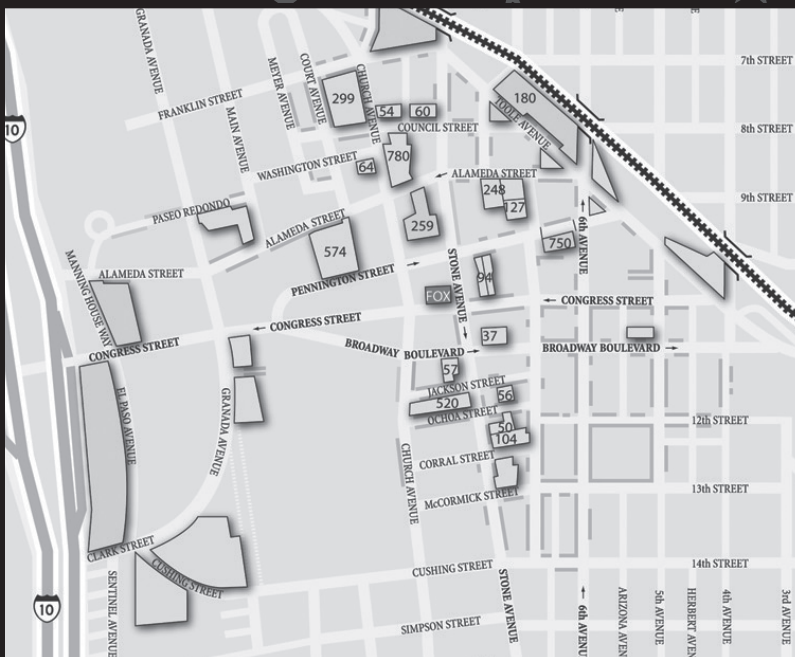 GRANADA AVENUE
MAIN AVENUE
FRANKLIN STREET
MEYER AVENUE
COURT AVENUE
CHURCH AVENUE
299
54
60
COUNCIL STREET
180
TOOLE AVENUE
7th STREET
8th STREET
9th STREET
10
WASHINGTON STREET
64
780
ALAMEDA STREET
248
127
PASEO REDONDO
ALAMEDA STREET
259
574
750
6th AVENUE
MANNING HOUSE WAY
ALAMEDA STREET
PENNINGTON STREET
STONE AVENUE
94
FOX
CONGRESS STREET
CONGRESS STREET
CONGRESS STREET
37
BROADWAY BOULEVARD
BROADWAY BOULEVARD
57
JACKSON STREET
56
520
OCHOA STREET
50
104
12th STREET
EL PASO AVENUE
GRANADA AVENUE
CHURCH AVENUE
CORRAL STREET
McCORMICK STREET
13th STREET
CLARK STREET
CUSHING STREET
CUSHING STREET
14th STREET
10
SENTINEL AVENUE
SIMPSON STREET
STONE AVENUE
6th AVENU
ARIZONA AVEN
5th AVENUE
HERBERT AVEN
4th AVENUE
3rd AVENUE